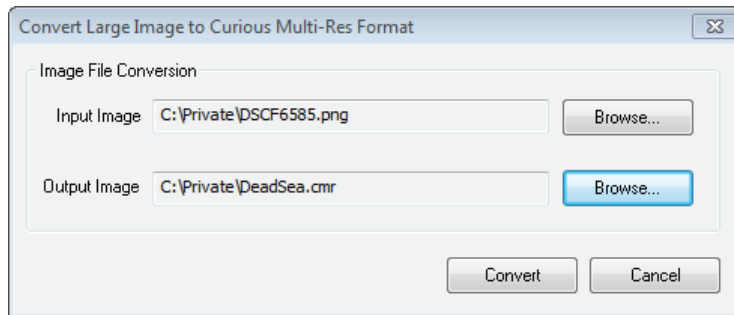 Convert Large Image to Curious Multi-Res Format
Image File Conversion
Input Image C:\Private\DSCF6585.png Browse...
Output Image C:\Private\DeadSea.cmr Browse...
Convert Cancel